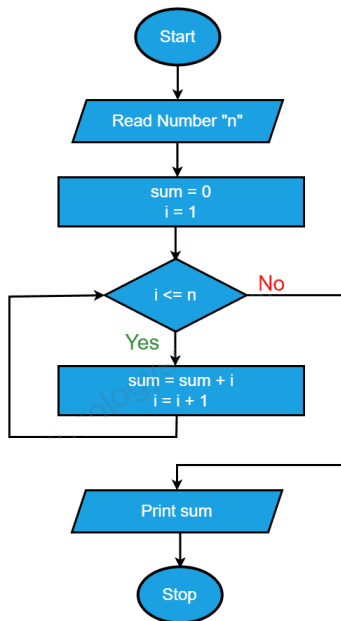 Start
Read Number "n"
sum = 0
i = 1
i <= n
No
Yes
sum = sum + i
i = i + 1
Print sum
Stop